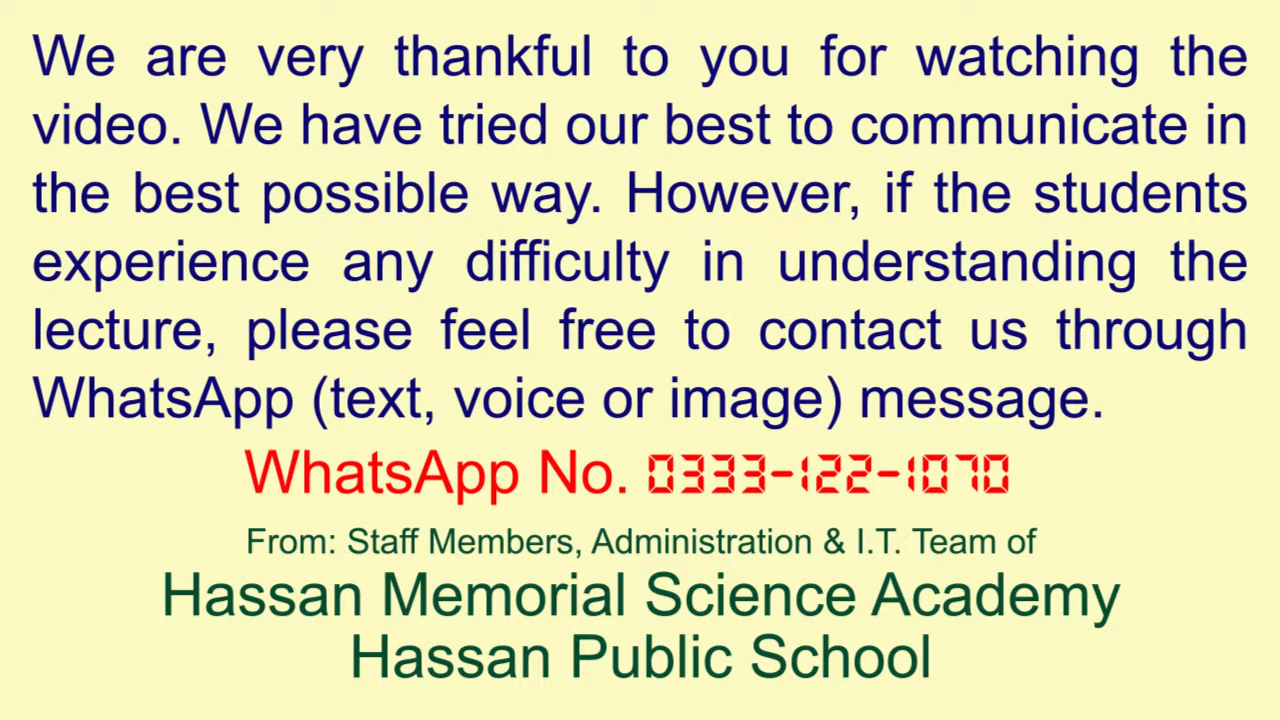 We are very thankful to you for watching the
video. We have tried our best to communicate in
the best possible way. However, if the students
experience any difficulty in understanding the
lecture, please feel free to contact us through
WhatsApp (text, voice or image) message.
WhatsApp No. 0333-122-1070
From: Staff Members, Administration & I.T. Team of
Hassan Memorial Science Academy
Hassan Public School